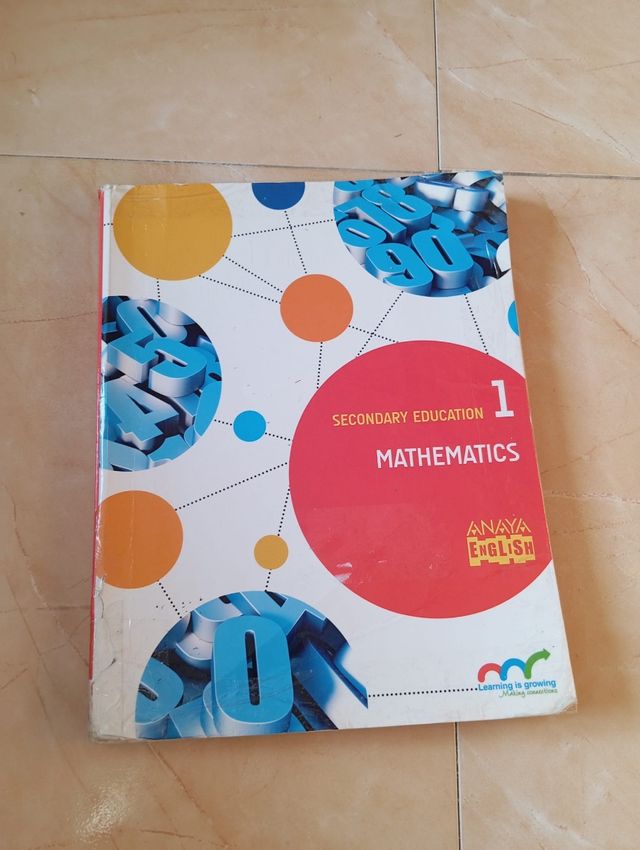 SECONDARY EDUCATION 1
MATHEMATICS
ANAYA
ENGLISH
Learning is growing
Making connections